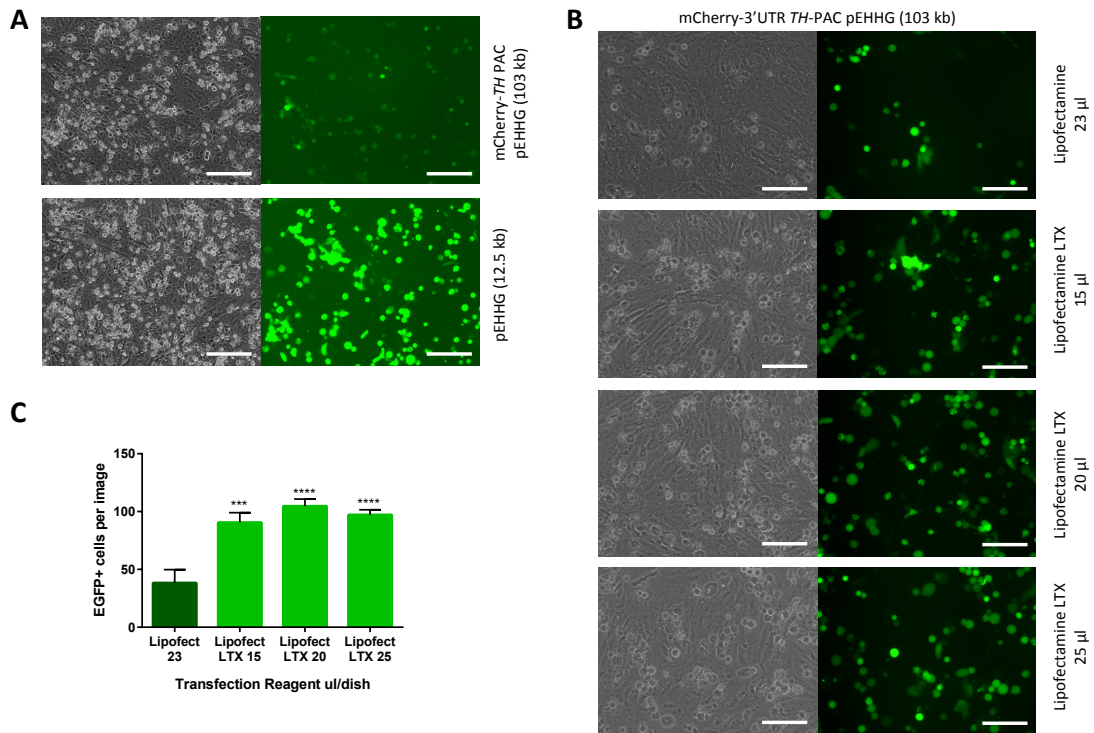 A
mCherry-TH PAC
pEHHG (103 kb)
pEHHG (12.5 kb)
B
mCherry-3’UTR TH-PAC pEHHG (103 kb)
Lipofectamine
23 µl
Lipofectamine LTX
15 µl
Lipofectamine LTX
20 µl
Lipofectamine LTX
25 µl
C
EGFP+ cells per image
150
100
50
0
***
****
****
Lipofect
23
Lipofect
LTX 15
Lipofect
LTX 20
Lipofect
LTX 25
Transfection Reagent ul/dish